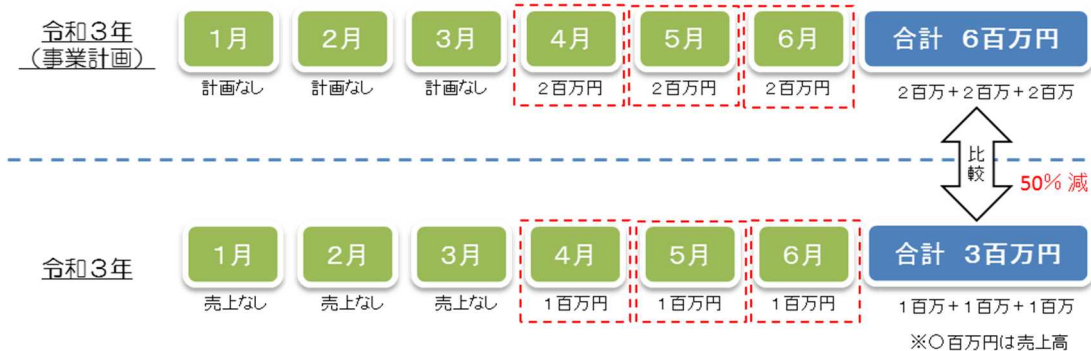 令和３年
（事業計画）
１月 ２月 ３月 ４月 ５月 ６月 合計 ６百万円
計画なし 計画なし 計画なし ２百万円 ２百万円 ２百万円 ２百万＋２百万＋２百万
比較
50% 減
令和３年
１月 ２月 ３月 ４月 ５月 ６月 合計 ３百万円
売上なし 売上なし 売上なし １百万円 １百万円 １百万円 １百万＋１百万＋１百万
※〇百万円は売上高